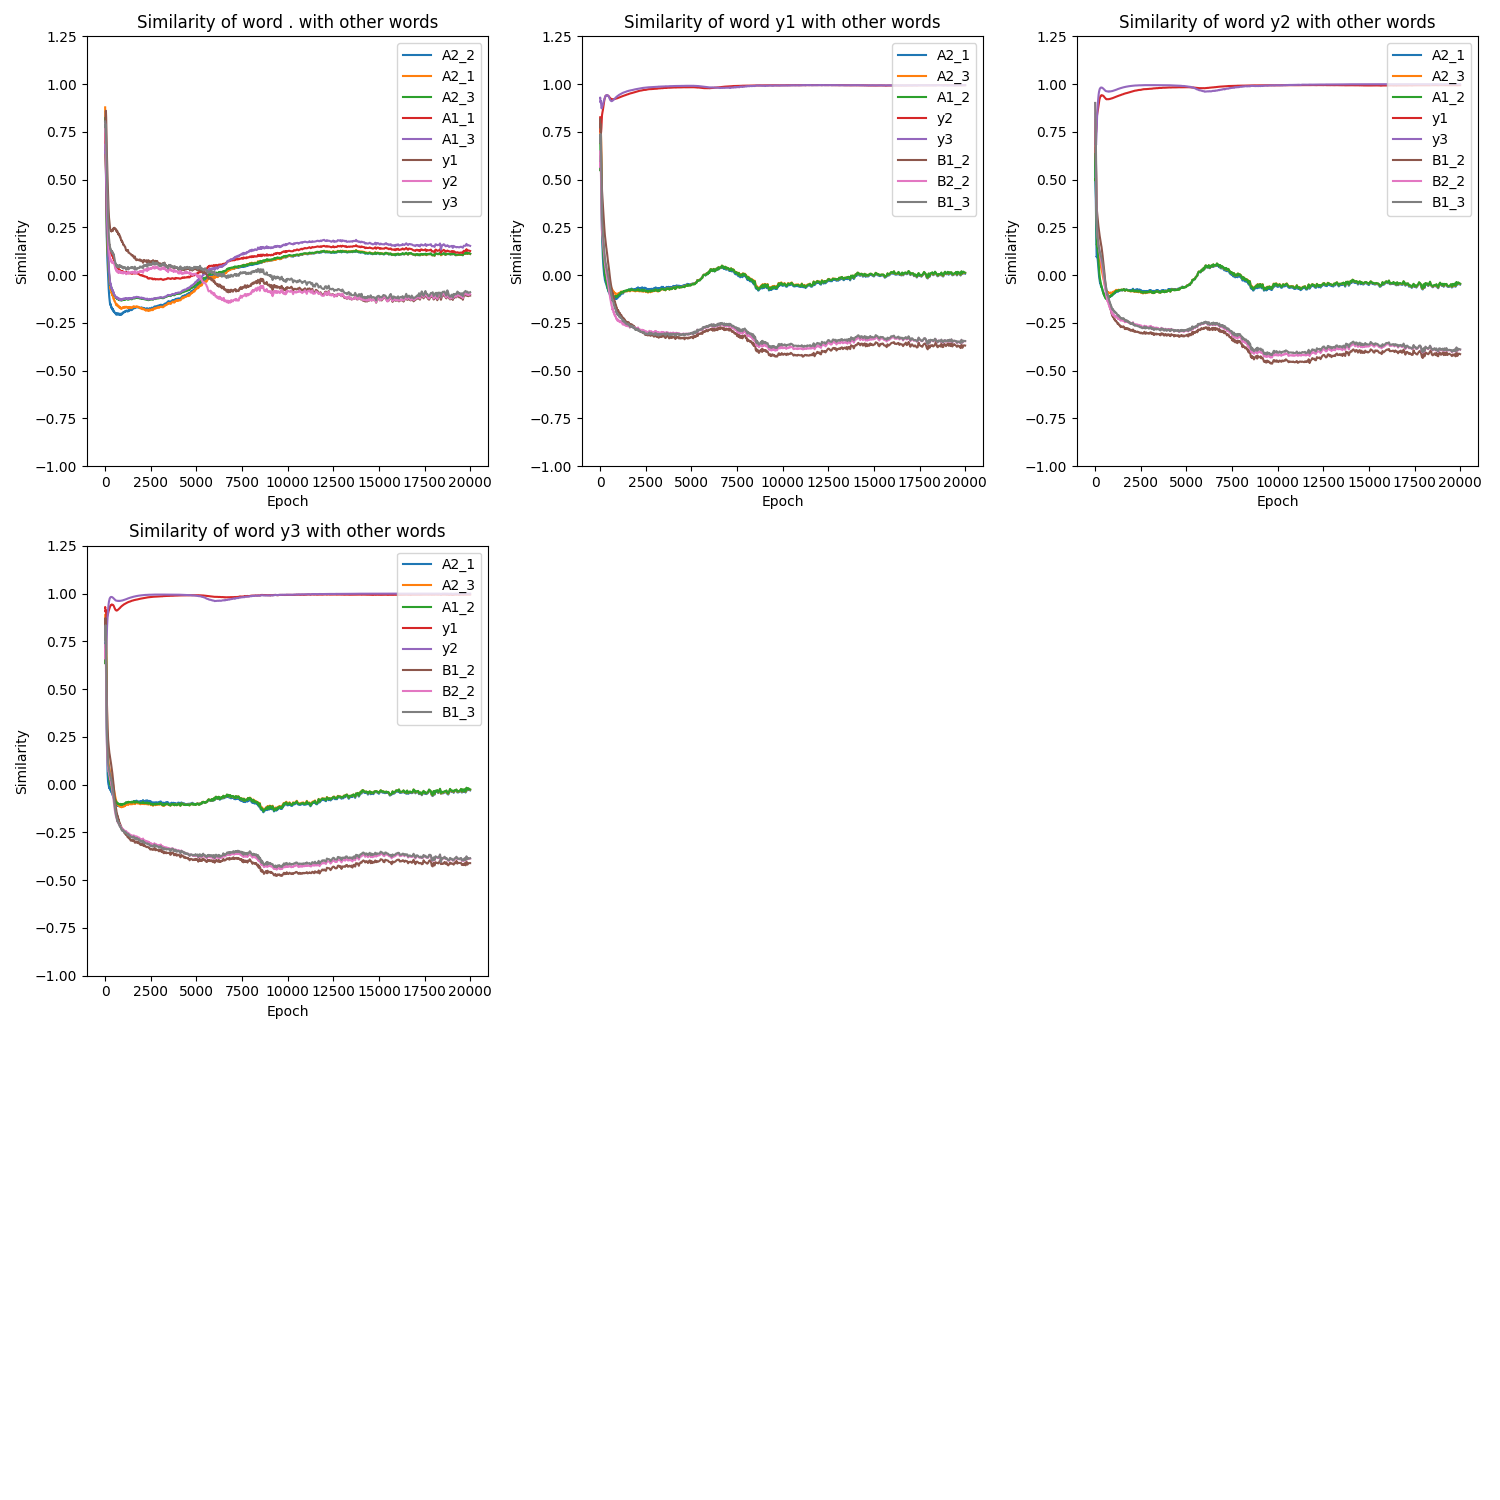 Similarity of word . with other words
1.25
1.00
0.75
0.50
0.25
0.00
−0.25
−0.50
−0.75
−1.00
Similarity
0 2500 5000 7500 10000 12500 15000 17500 20000
Epoch
A2_2
A2_1
A2_3
A1_1
A1_3
y1
y2
y3
Similarity of word y1 with other words
1.25
1.00
0.75
0.50
0.25
0.00
−0.25
−0.50
−0.75
−1.00
Similarity
0 2500 5000 7500 10000 12500 15000 17500 20000
Epoch
A2_1
A2_3
A1_2
y2
y3
B1_2
B2_2
B1_3
Similarity of word y2 with other words
1.25
1.00
0.75
0.50
0.25
0.00
−0.25
−0.50
−0.75
−1.00
Similarity
0 2500 5000 7500 10000 12500 15000 17500 20000
Epoch
A2_1
A2_3
A1_2
y1
y3
B1_2
B2_2
B1_3
Similarity of word y3 with other words
1.25
1.00
0.75
0.50
0.25
0.00
−0.25
−0.50
−0.75
−1.00
Similarity
0 2500 5000 7500 10000 12500 15000 17500 20000
Epoch
A2_1
A2_3
A1_2
y1
y2
B1_2
B2_2
B1_3